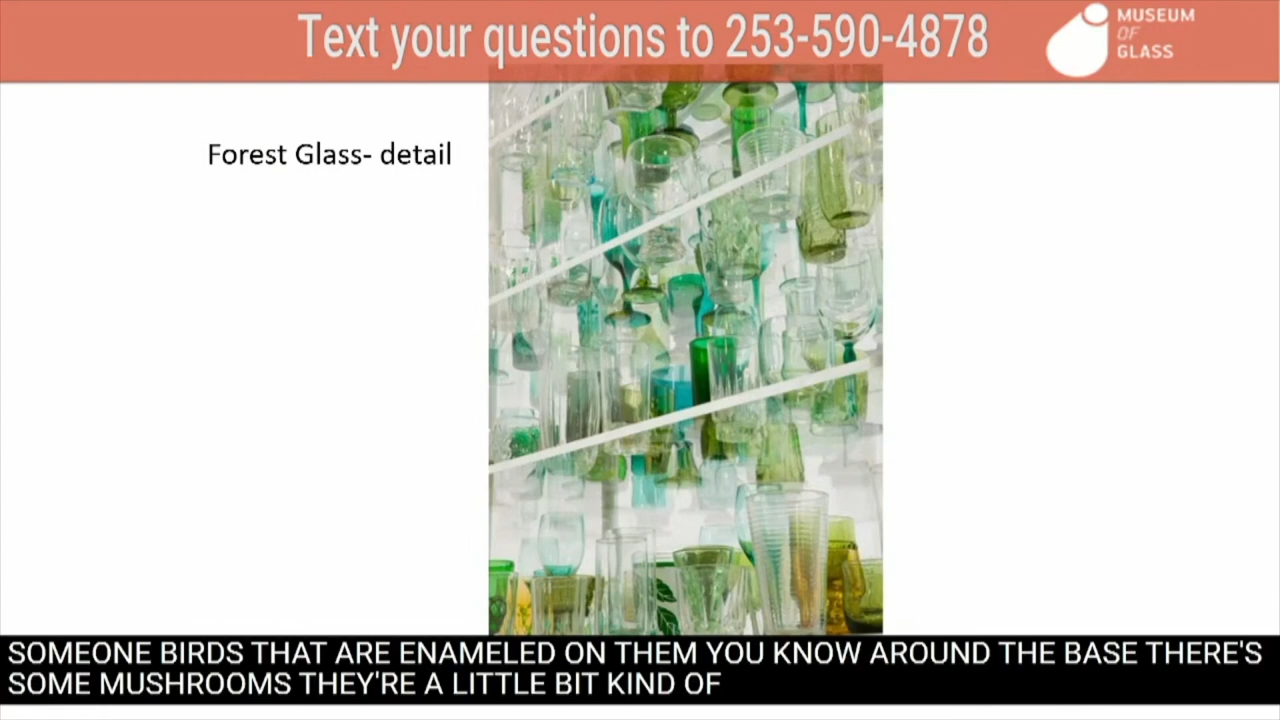 Text your questions to 253-590-4878
MUSEUM
OF
GLASS
Forest Glass- detail
SOMEONE BIRDS THAT ARE ENAMELED ON THEM YOU KNOW AROUND THE BASE THERE'S
SOME MUSHROOMS THEY'RE A LITTLE BIT KIND OF